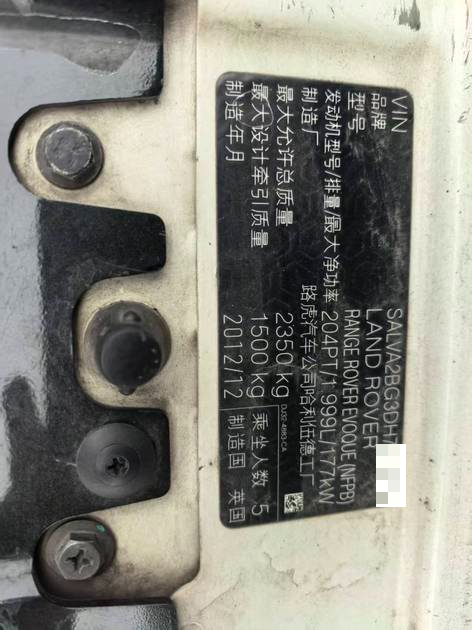 VIN SALVA2BG3DH7
品牌 LAND ROVER
型号 RANGE ROVER EVOQUE (NFPB)
发动机型号/排量/最大净功率 204PT/1.999L/177kW
制造厂 路虎汽车公司哈利伍德工厂
最大允许总质量 2350 kg DJ32-4863-CA
最大设计牵引质量 1500 kg 乘坐人数 5
制造年月 2012/12 制造国 英国